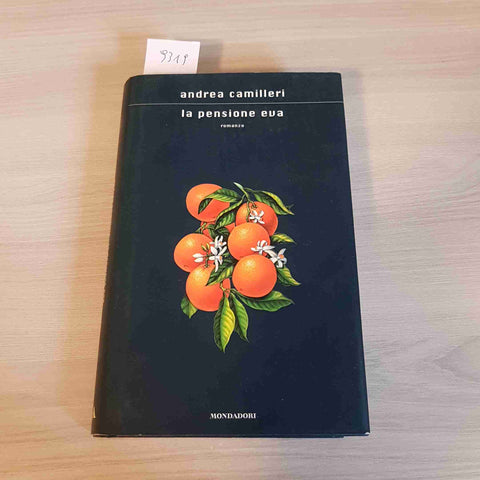 9319
andrea camilleri
la pensione eva
romanzo
MONDADORI